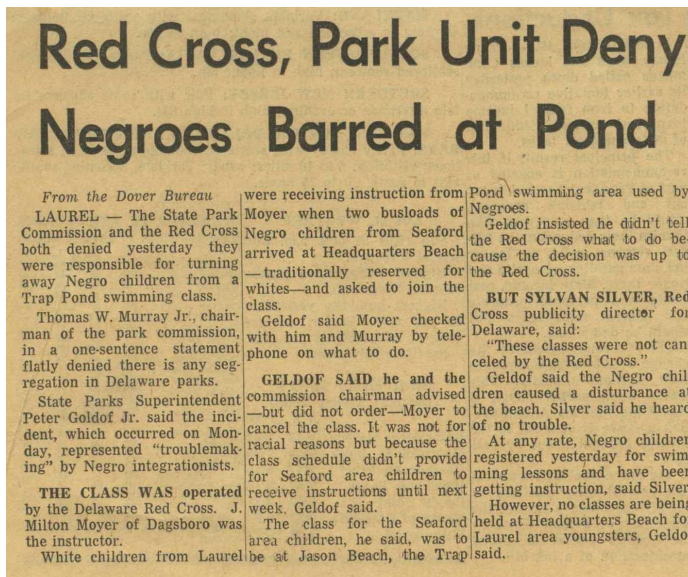 Red Cross, Park Unit Deny
Negroes Barred at Pond
From the Dover Bureau
LAUREL — The State Park
Commission and the Red Cross
both denied yesterday they
were responsible for turning
away Negro children from a
Trap Pond swimming class.
Thomas W. Murray Jr., chair-
man of the park commission,
in a one-sentence statement
flatly denied there is any seg-
regation in Delaware parks.
State Parks Superintendent
Peter Goldof Jr. said the inci-
dent, which occurred on Mon-
day, represented "troublemak-
ing" by Negro integrationists.
THE CLASS WAS operated
by the Delaware Red Cross. J.
Milton Moyer of Dagsboro was
the instructor.
White children from Laurel
were receiving instruction from
Moyer when two busloads of
Negro children from Seaford
arrived at Headquarters Beach
—traditionally reserved for
whites—and asked to join the
class.
Geldof said Moyer checked
with him and Murray by tele-
phone on what to do.
GELDOF SAID he and the
commission chairman advised
—but did not order—Moyer to
cancel the class. It was not for
racial reasons but because the
class schedule didn't provide
for Seaford area children to
receive instructions until next
week, Geldof said.
The class for the Seaford
area children, he said, was to
be at Jason Beach, the Trap
Pond swimming area used by
Negroes.
Geldof insisted he didn't tell
the Red Cross what to do be
cause the decision was up to
the Red Cross.
BUT SYLVAN SILVER, Red
Cross publicity director for
Delaware, said:
"These classes were not can
celed by the Red Cross."
Geldof said the Negro chil
dren caused a disturbance at
the beach. Silver said he heard
of no trouble.
At any rate, Negro children
registered yesterday for swim
ming lessons and have been
getting instruction, said Silver
However, no classes are being
held at Headquarters Beach fo
Laurel area youngsters, Geldo
said.